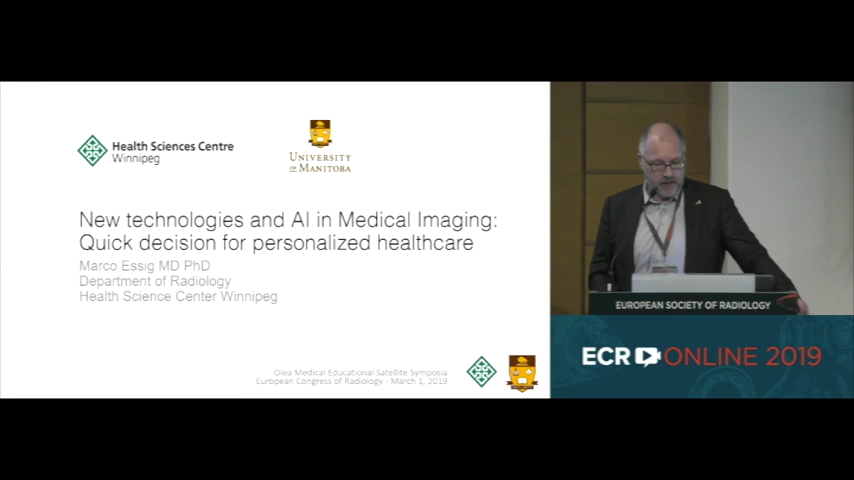 Health Sciences Centre
Winnipeg
UNIVERSITY
OF MANITOBA
New technologies and AI in Medical Imaging:
Quick decision for personalized healthcare
Marco Essig MD PhD
Department of Radiology
Health Science Center Winnipeg
Olea Medical Educational Satellite Symposia
European Congress of Radiology - March 1, 2019
EUROPEAN SOCIETY OF RADIOLOGY
ECR ONLINE 2019